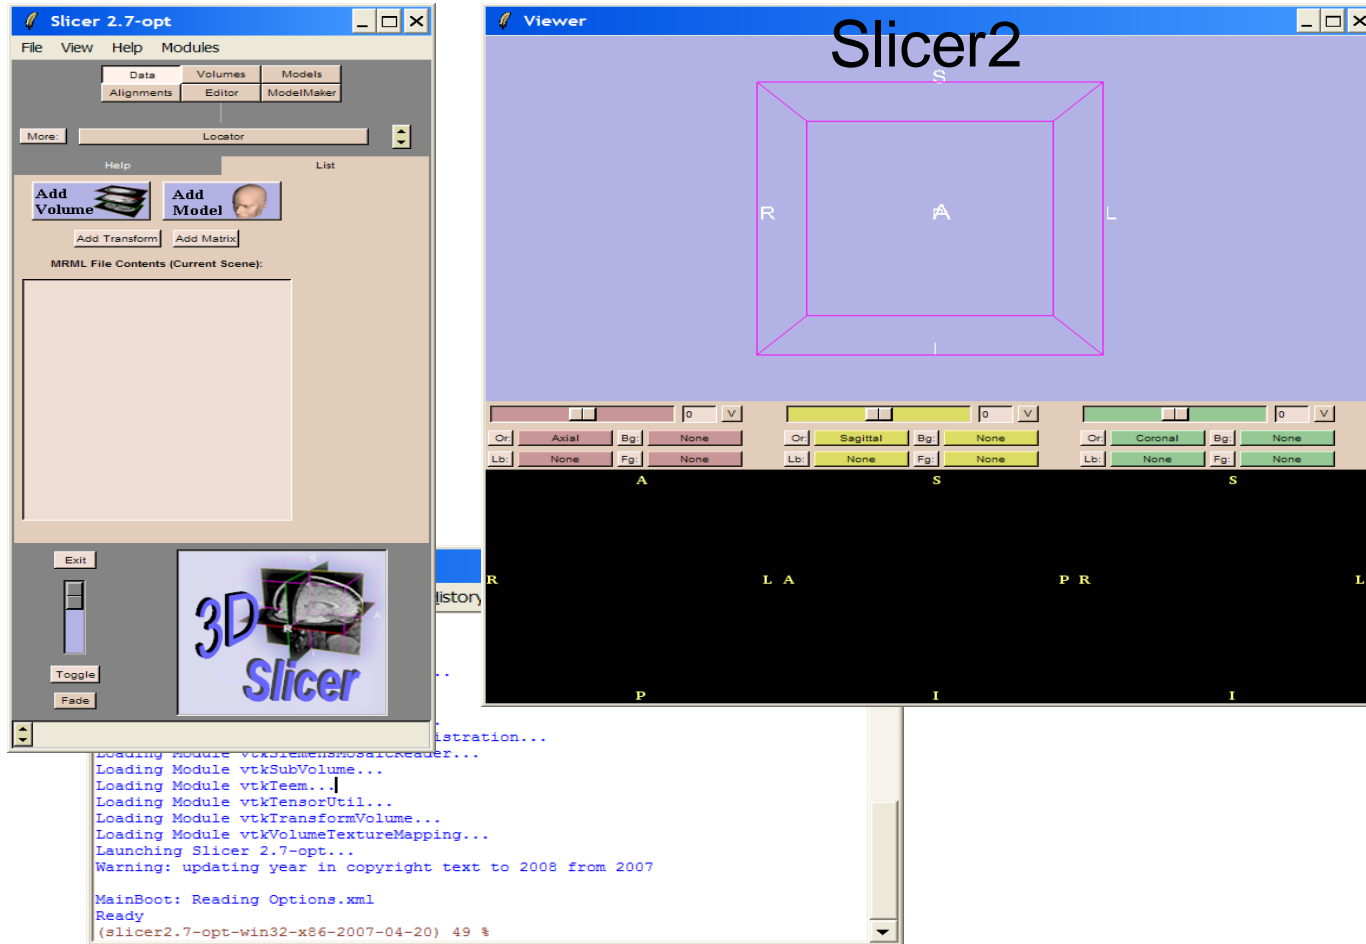 Slicer 2.7-opt
File View Help Modules
Data Volumes Models
Alignments Editor ModelMaker
More: Locator
Help List
Add Volume
Add Model
Add Transform Add Matrix
MRML File Contents (Current Scene):
Exit
Toggle
Fade
3D Slicer
R
A
Viewer
Slicer2
S
R A L
I
0 V 0 V 0 V
Or: Axial Bg: None Or: Sagittal Bg: None Or: Coronal Bg: None
Lb: None Fg: None Lb: None Fg: None Lb: None Fg: None
A S S
R L A P R L
P I I
istory
..
.
istration...
Loading Module vtkSiemensMosaicReader...
Loading Module vtkSubVolume...
Loading Module vtkTeem...
Loading Module vtkTensorUtil...
Loading Module vtkTransformVolume...
Loading Module vtkVolumeTextureMapping...
Launching Slicer 2.7-opt...
Warning: updating year in copyright text to 2008 from 2007
MainBoot: Reading Options.xml
Ready
(slicer2.7-opt-win32-x86-2007-04-20) 49 %